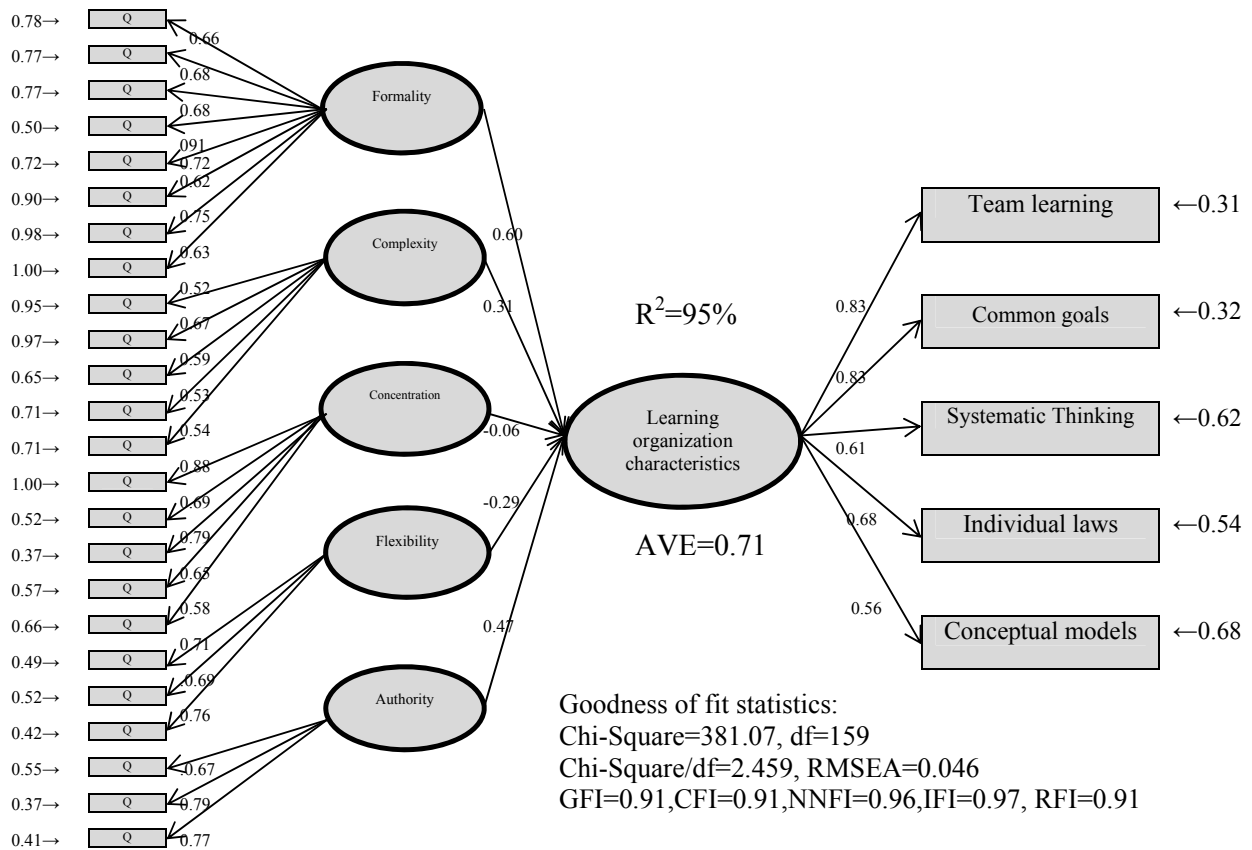 0.78→ Q
0.66
0.77→ Q
0.68
0.77→ Q
0.68
0.50→ Q
091
0.72→ Q
0.72
0.62
0.90→ Q
0.75
0.98→ Q
0.63
1.00→ Q
0.52
0.95→ Q
0.67
0.97→ Q
0.59
0.65→ Q
0.53
0.71→ Q
0.54
0.71→ Q
0.88
1.00→ Q
0.69
0.52→ Q
0.79
0.37→ Q
0.65
0.57→ Q
0.58
0.66→ Q
0.71
0.49→ Q
.0.69
0.52→ Q
0.76
0.42→ Q
0.55→ Q
.0.67
0.37→ Q
0.79
0.41→ Q
0.77
Formality
Complexity
Concentration
Flexibility
Authority
0.60
0.31
-0.06
-0.29
0.47
R²=95%
Learning
organization
characteristics
AVE=0.71
0.83
0.83
0.61
0.68
0.56
Team learning ←0.31
Common goals ←0.32
Systematic Thinking ←0.62
Individual laws ←0.54
Conceptual models ←0.68
Goodness of fit statistics:
Chi-Square=381.07, df=159
Chi-Square/df=2.459, RMSEA=0.046
GFI=0.91,CFI=0.91,NNFI=0.96,IFI=0.97, RFI=0.91